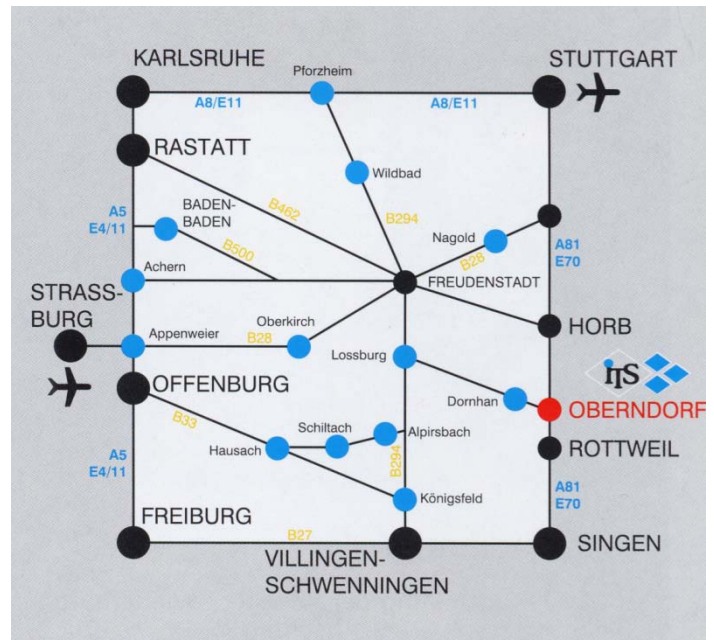 KARLSRUHE
STUTTGART
Pforzheim
A8/E11
A8/E11
RASTATT
Wildbad
BADEN-
BADEN
B462
A5
E4/11
B294
Nagold
B500
B28
A81
E70
Achern
FREUDENSTADT
STRASS-
BURG
Oberkirch
HORB
Appenweier
B28
Lossburg
iTS
OFFENBURG
Dornhan
OBERNDORF
B33
Schiltach
Alpirsbach
Hausach
ROTTWEIL
A5
E4/11
B294
A81
E70
Königsfeld
FREIBURG
B27
SINGEN
VILLINGEN-
SCHWENNINGEN